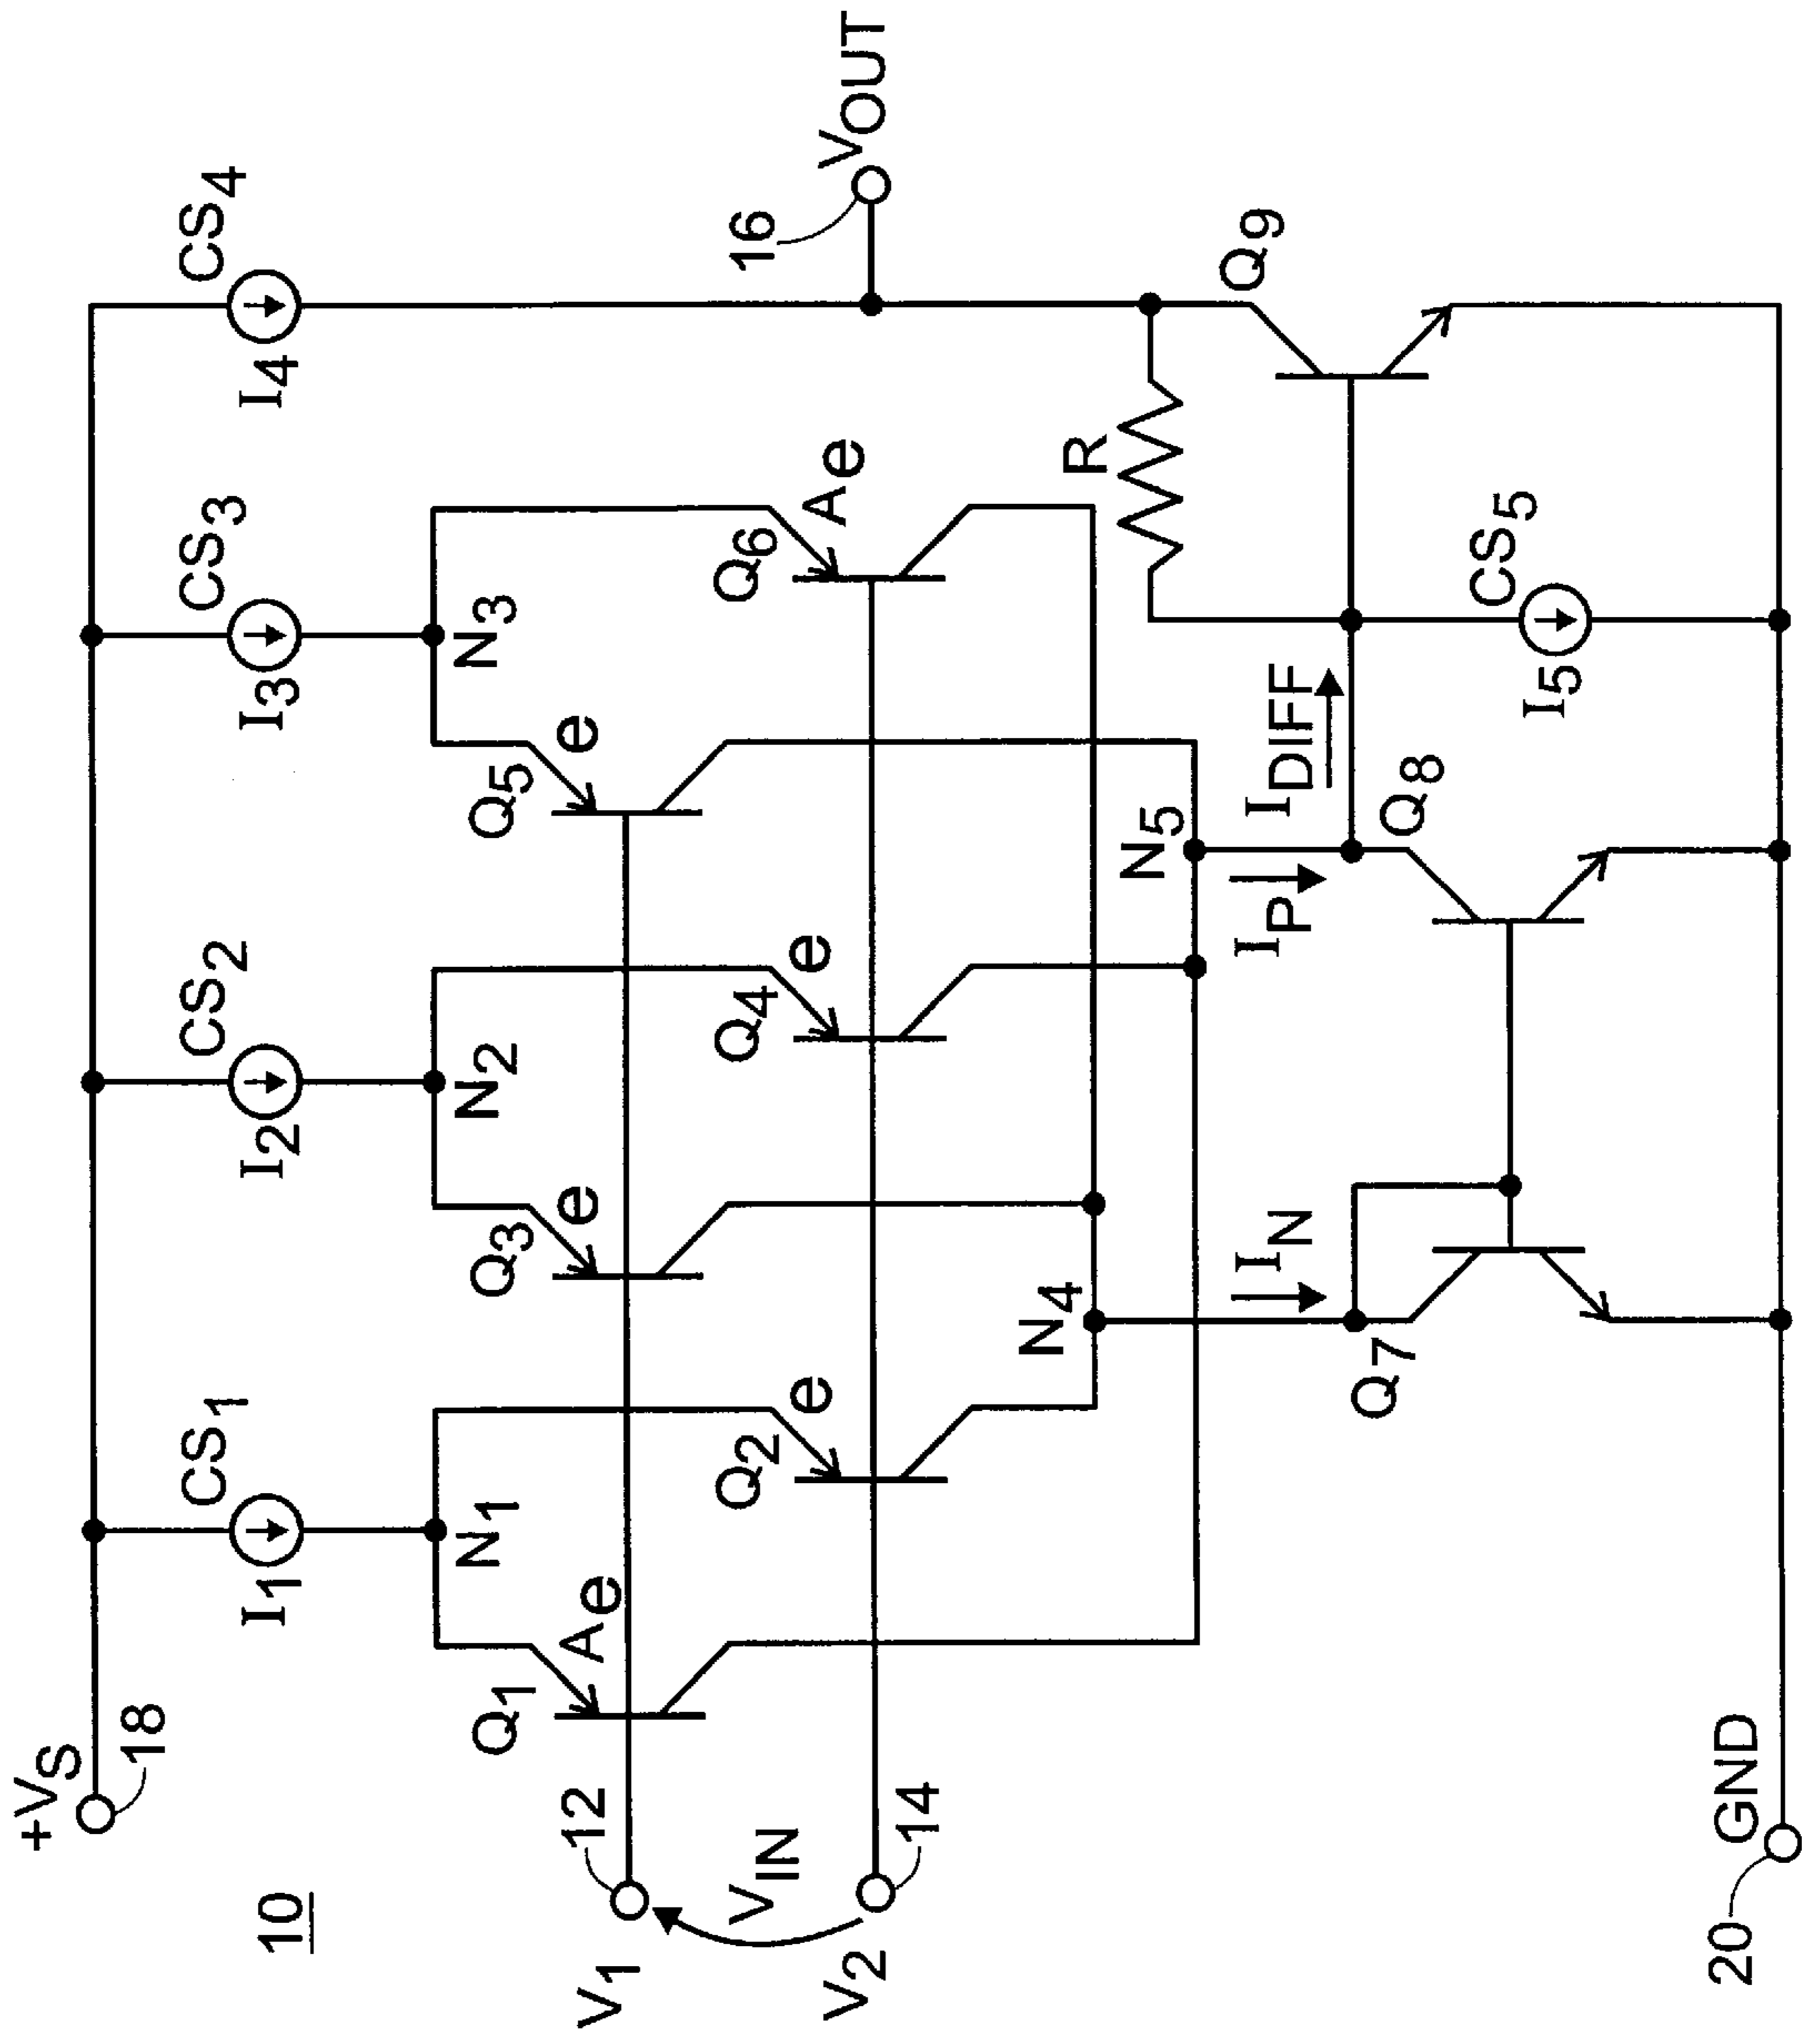 10
+VS
18
I1
CS1
I2
CS2
I3
CS3
I4
CS4
N1
N2
N3
V1
12
Q1
Ae
Q3
e
Q5
e
VIN
V2
14
Q2
e
Q4
e
Q6
Ae
16
VOUT
N4
N5
R
IN
IP
IDIFF
Q7
Q8
Q9
I5
CS5
20
GND